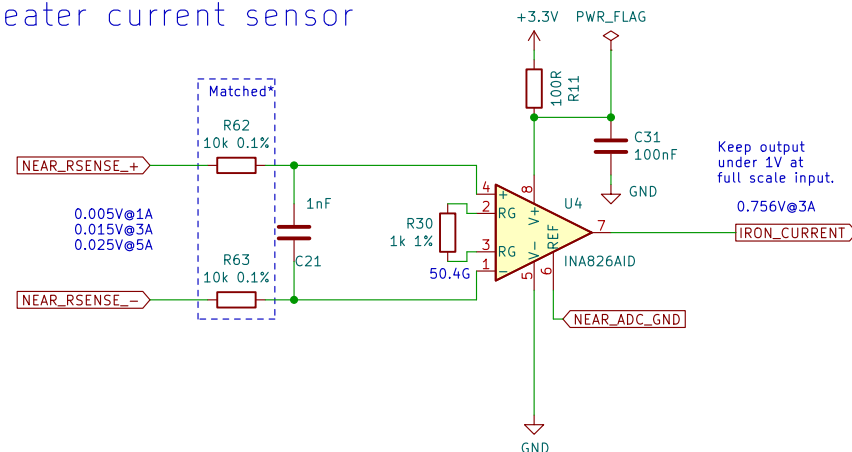 eater current sensor
+3.3V
PWR_FLAG
100R
R11
C31
100nF
GND
Matched*
R62
10k 0.1%
NEAR_RSENSE_+
0.005V@1A
0.015V@3A
0.025V@5A
1nF
C21
R63
10k 0.1%
NEAR_RSENSE_-
R30
1k 1%
50.4G
4
+
2
RG
3
RG
1
-
8
V+
V-
5
REF
6
U4
7
INA826AID
Keep output
under 1V at
full scale input.
0.756V@3A
IRON_CURRENT
NEAR_ADC_GND
GND